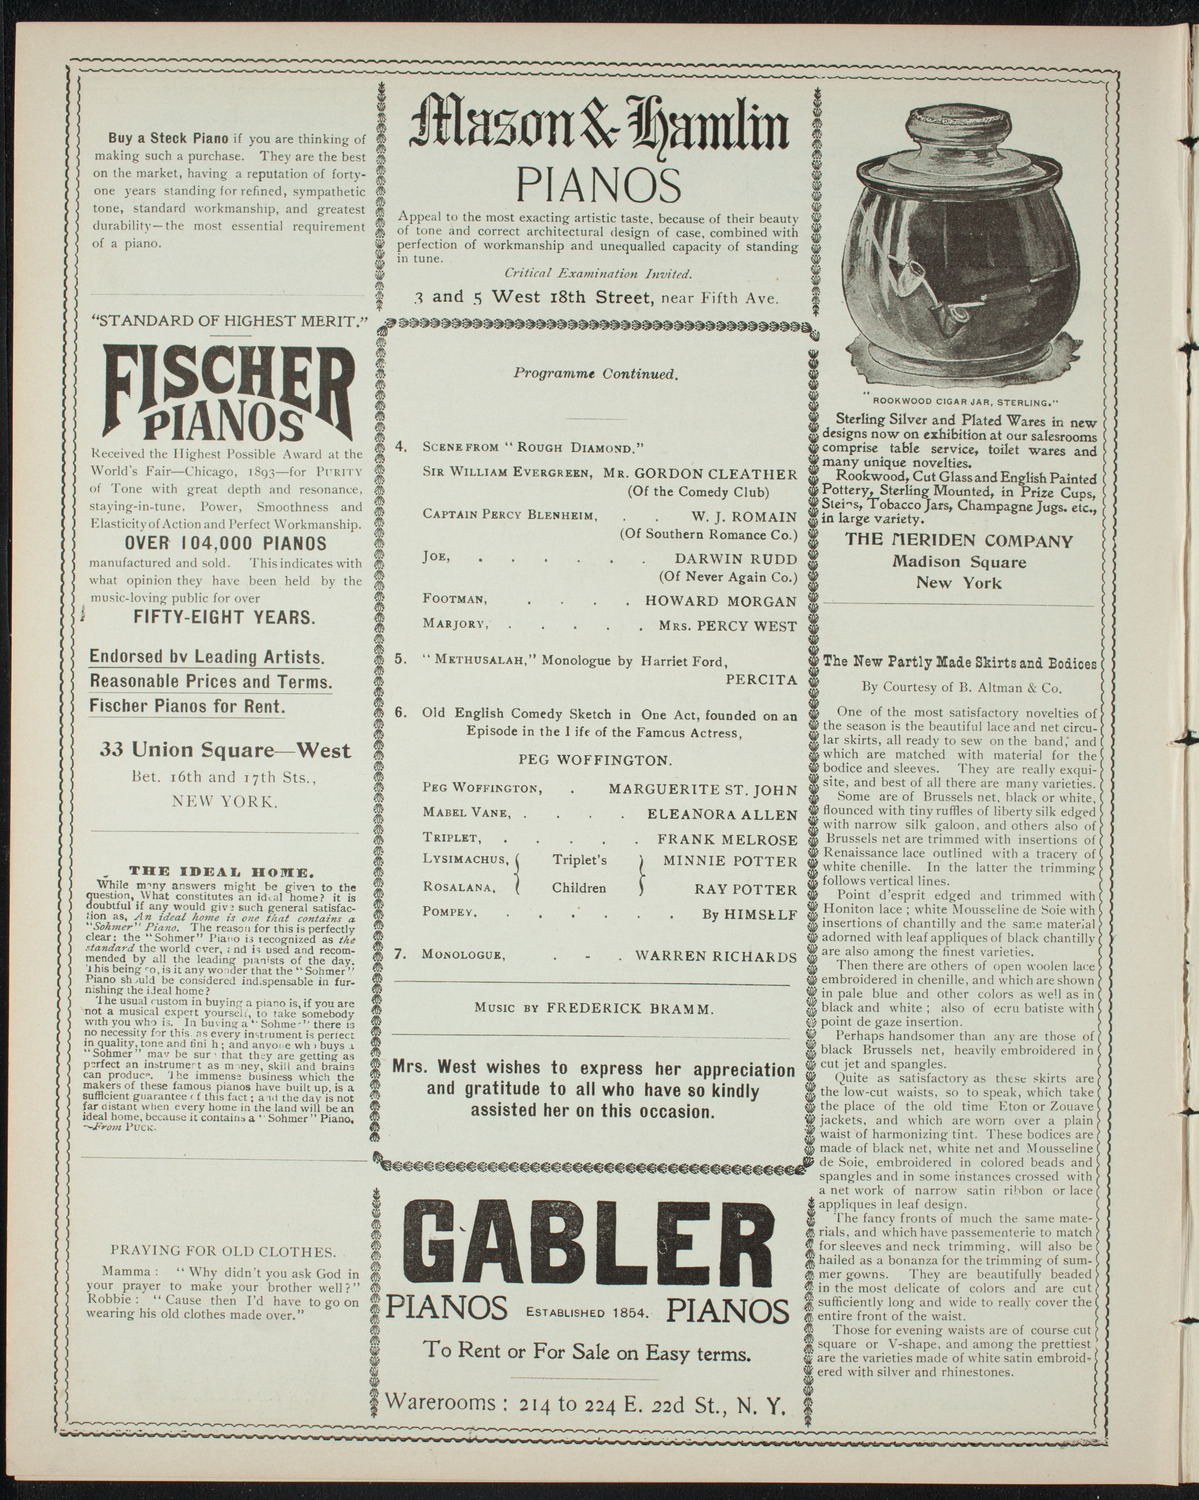 Buy a Steck Piano if you are thinking of
making such a purchase. They are the best
on the market, having a reputation of forty-
one years standing for refined, sympathetic
tone, standard workmanship, and greatest
durability—the most essential requirement
of a piano.
"STANDARD OF HIGHEST MERIT."
FISCHER
PIANOS
Received the Highest Possible Award at the
World's Fair—Chicago, 1893—for PURITY
of Tone with great depth and resonance,
staying-in-tune, Power, Smoothness and
Elasticity of Action and Perfect Workmanship.
OVER 104,000 PIANOS
manufactured and sold. This indicates with
what opinion they have been held by the
music-loving public for over
FIFTY-EIGHT YEARS.
Endorsed by Leading Artists.
Reasonable Prices and Terms.
Fischer Pianos for Rent.
33 Union Square—West
Bet. 16th and 17th Sts.,
NEW YORK.
THE IDEAL HOME.
While many answers might be given to the
question, What constitutes an ideal home? it is
doubtful if any would give such general satisfac-
tion as, An ideal home is one that contains a
"Sohmer" Piano. The reason for this is perfectly
clear: the "Sohmer" Piano is recognized as the
standard the world over, and is used and recom-
mended by all the leading pianists of the day.
This being so, is it any wonder that the "Sohmer"
Piano should be considered indispensable in fur-
nishing the ideal home?
The usual custom in buying a piano is, if you are
not a musical expert yourself, to take somebody
with you who is. In buying a "Sohmer" there is
no necessity for this, as every instrument is perfect
in quality, tone and finish; and anyone who buys a
"Sohmer" may be sure that they are getting as
perfect an instrument as money, skill and brains
can produce. The immense business which the
makers of these famous pianos have built up, is a
sufficient guarantee of this fact; and the day is not
far distant when every home in the land will be an
ideal home, because it contains a "Sohmer" Piano.
—From PUCK.
PRAYING FOR OLD CLOTHES.
Mamma: "Why didn't you ask God in
your prayer to make your brother well?"
Robbie: "Cause then I'd have to go on
wearing his old clothes made over."
Mason & Hamlin
PIANOS
Appeal to the most exacting artistic taste, because of their beauty
of tone and correct architectural design of case, combined with
perfection of workmanship and unequalled capacity of standing
in tune.
Critical Examination Invited.
3 and 5 West 18th Street, near Fifth Ave.
Programme Continued.
4. SCENE FROM "ROUGH DIAMOND."
SIR WILLIAM EVERGREEN, MR. GORDON CLEATHER
(Of the Comedy Club)
CAPTAIN PERCY BLENHEIM, . . W. J. ROMAIN
(Of Southern Romance Co.)
JOE, . . . . . . DARWIN RUDD
(Of Never Again Co.)
FOOTMAN, . . . . HOWARD MORGAN
MARJORY, . . . . . MRS. PERCY WEST
5. "METHUSALAH," Monologue by Harriet Ford,
PERCITA
6. Old English Comedy Sketch in One Act, founded on an
Episode in the Life of the Famous Actress,
PEG WOFFINGTON.
PEG WOFFINGTON, . MARGUERITE ST. JOHN
MABEL VANE, . . . . ELEANORA ALLEN
TRIPLET, . . . . . FRANK MELROSE
LYSIMACHUS, { Triplet's } MINNIE POTTER
ROSALANA, { Children } RAY POTTER
POMPEY. . . . . . . By HIMSELF
7. MONOLOGUE, . - . WARREN RICHARDS
MUSIC BY FREDERICK BRAMM.
Mrs. West wishes to express her appreciation
and gratitude to all who have so kindly
assisted her on this occasion.
GABLER
PIANOS ESTABLISHED 1854. PIANOS
To Rent or For Sale on Easy terms.
Warerooms: 214 to 224 E. 22d St., N. Y.
"ROOKWOOD CIGAR JAR, STERLING."
Sterling Silver and Plated Wares in new
designs now on exhibition at our salesrooms
comprise table service, toilet wares and
many unique novelties.
Rookwood, Cut Glass and English Painted
Pottery, Sterling Mounted, in Prize Cups,
Steins, Tobacco Jars, Champagne Jugs. etc.,
in large variety.
THE MERIDEN COMPANY
Madison Square
New York
The New Partly Made Skirts and Bodices
By Courtesy of B. Altman & Co.
One of the most satisfactory novelties of
the season is the beautiful lace and net circu-
lar skirts, all ready to sew on the band, and
which are matched with material for the
bodice and sleeves. They are really exqui-
site, and best of all there are many varieties.
Some are of Brussels net, black or white,
flounced with tiny ruffles of liberty silk edged
with narrow silk galoon, and others also of
Brussels net are trimmed with insertions of
Renaissance lace outlined with a tracery of
white chenille. In the latter the trimming
follows vertical lines.
Point d'esprit edged and trimmed with
Honiton lace; white Mousseline de Soie with
insertions of chantilly and the same material
adorned with leaf appliques of black chantilly
are also among the finest varieties.
Then there are others of open woolen lace
embroidered in chenille, and which are shown
in pale blue and other colors as well as in
black and white; also of ecru batiste with
point de gaze insertion.
Perhaps handsomer than any are those of
black Brussels net, heavily embroidered in
cut jet and spangles.
Quite as satisfactory as these skirts are
the low-cut waists, so to speak, which take
the place of the old time Eton or Zouave
jackets, and which are worn over a plain
waist of harmonizing tint. These bodices are
made of black net, white net and Mousseline
de Soie, embroidered in colored beads and
spangles and in some instances crossed with
a net work of narrow satin ribbon or lace
appliques in leaf design.
The fancy fronts of much the same mate-
rials, and which have passementerie to match
for sleeves and neck trimming, will also be
hailed as a bonanza for the trimming of sum-
mer gowns. They are beautifully beaded
in the most delicate of colors and are cut
sufficiently long and wide to really cover the
entire front of the waist.
Those for evening waists are of course cut
square or V-shape, and among the prettiest
are the varieties made of white satin embroid-
ered with silver and rhinestones.